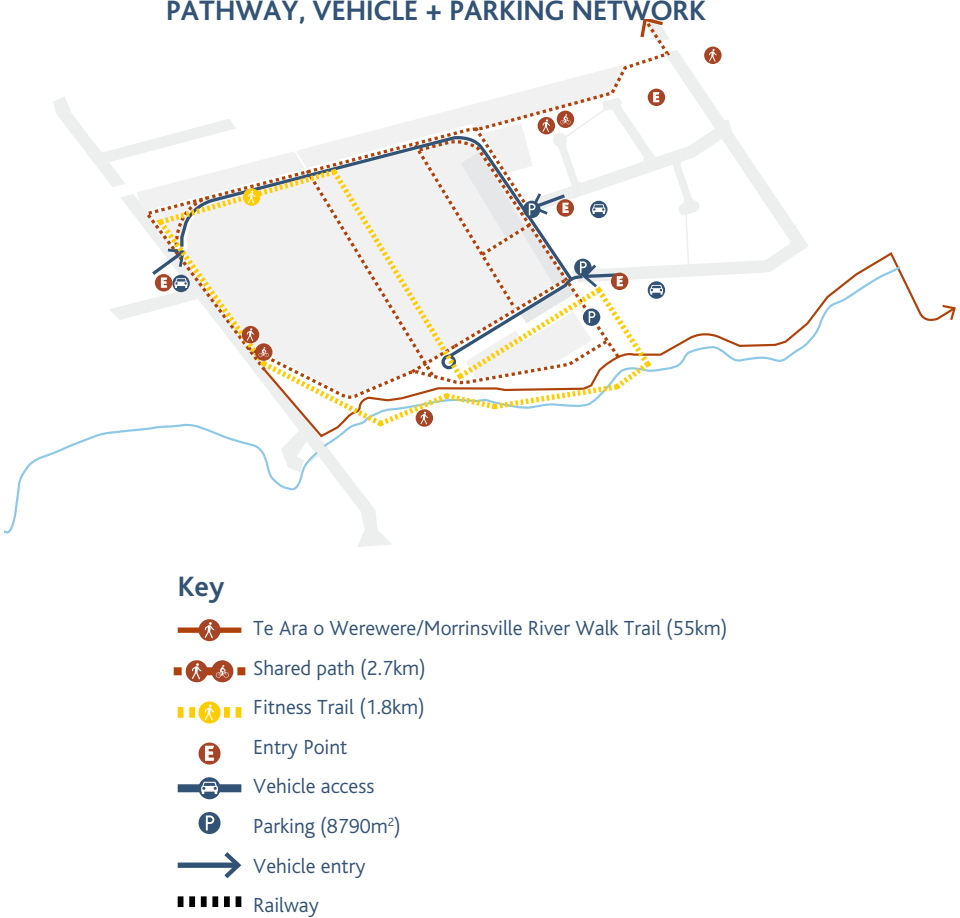 PATHWAY, VEHICLE + PARKING NETWORK
E
E
P
E
E
P
E
P
Key
Te Ara o Werewere/Morrinsville River Walk Trail (55km)
Shared path (2.7km)
Fitness Trail (1.8km)
E Entry Point
Vehicle access
P Parking (8790m²)
Vehicle entry
Railway